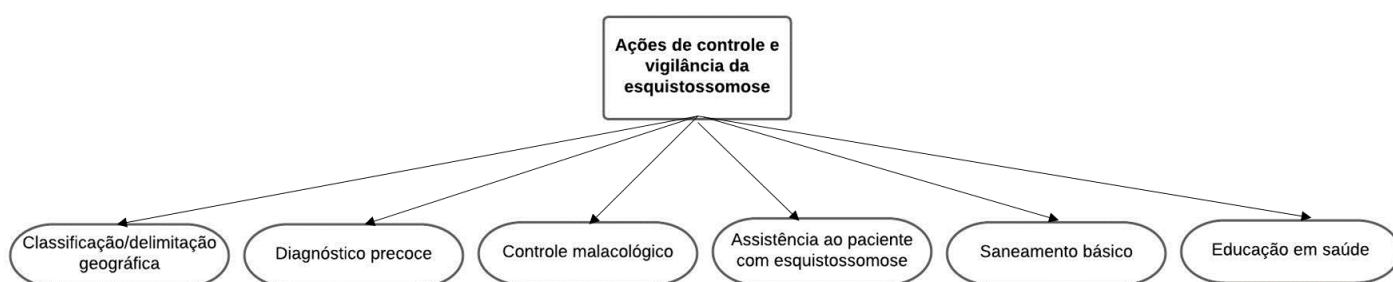 Ações de controle e
vigilância da
esquistossomose
Classificação/delimitação
geográfica
Diagnóstico precoce
Controle malacológico
Assistência ao paciente
com esquistossomose
Saneamento básico
Educação em saúde